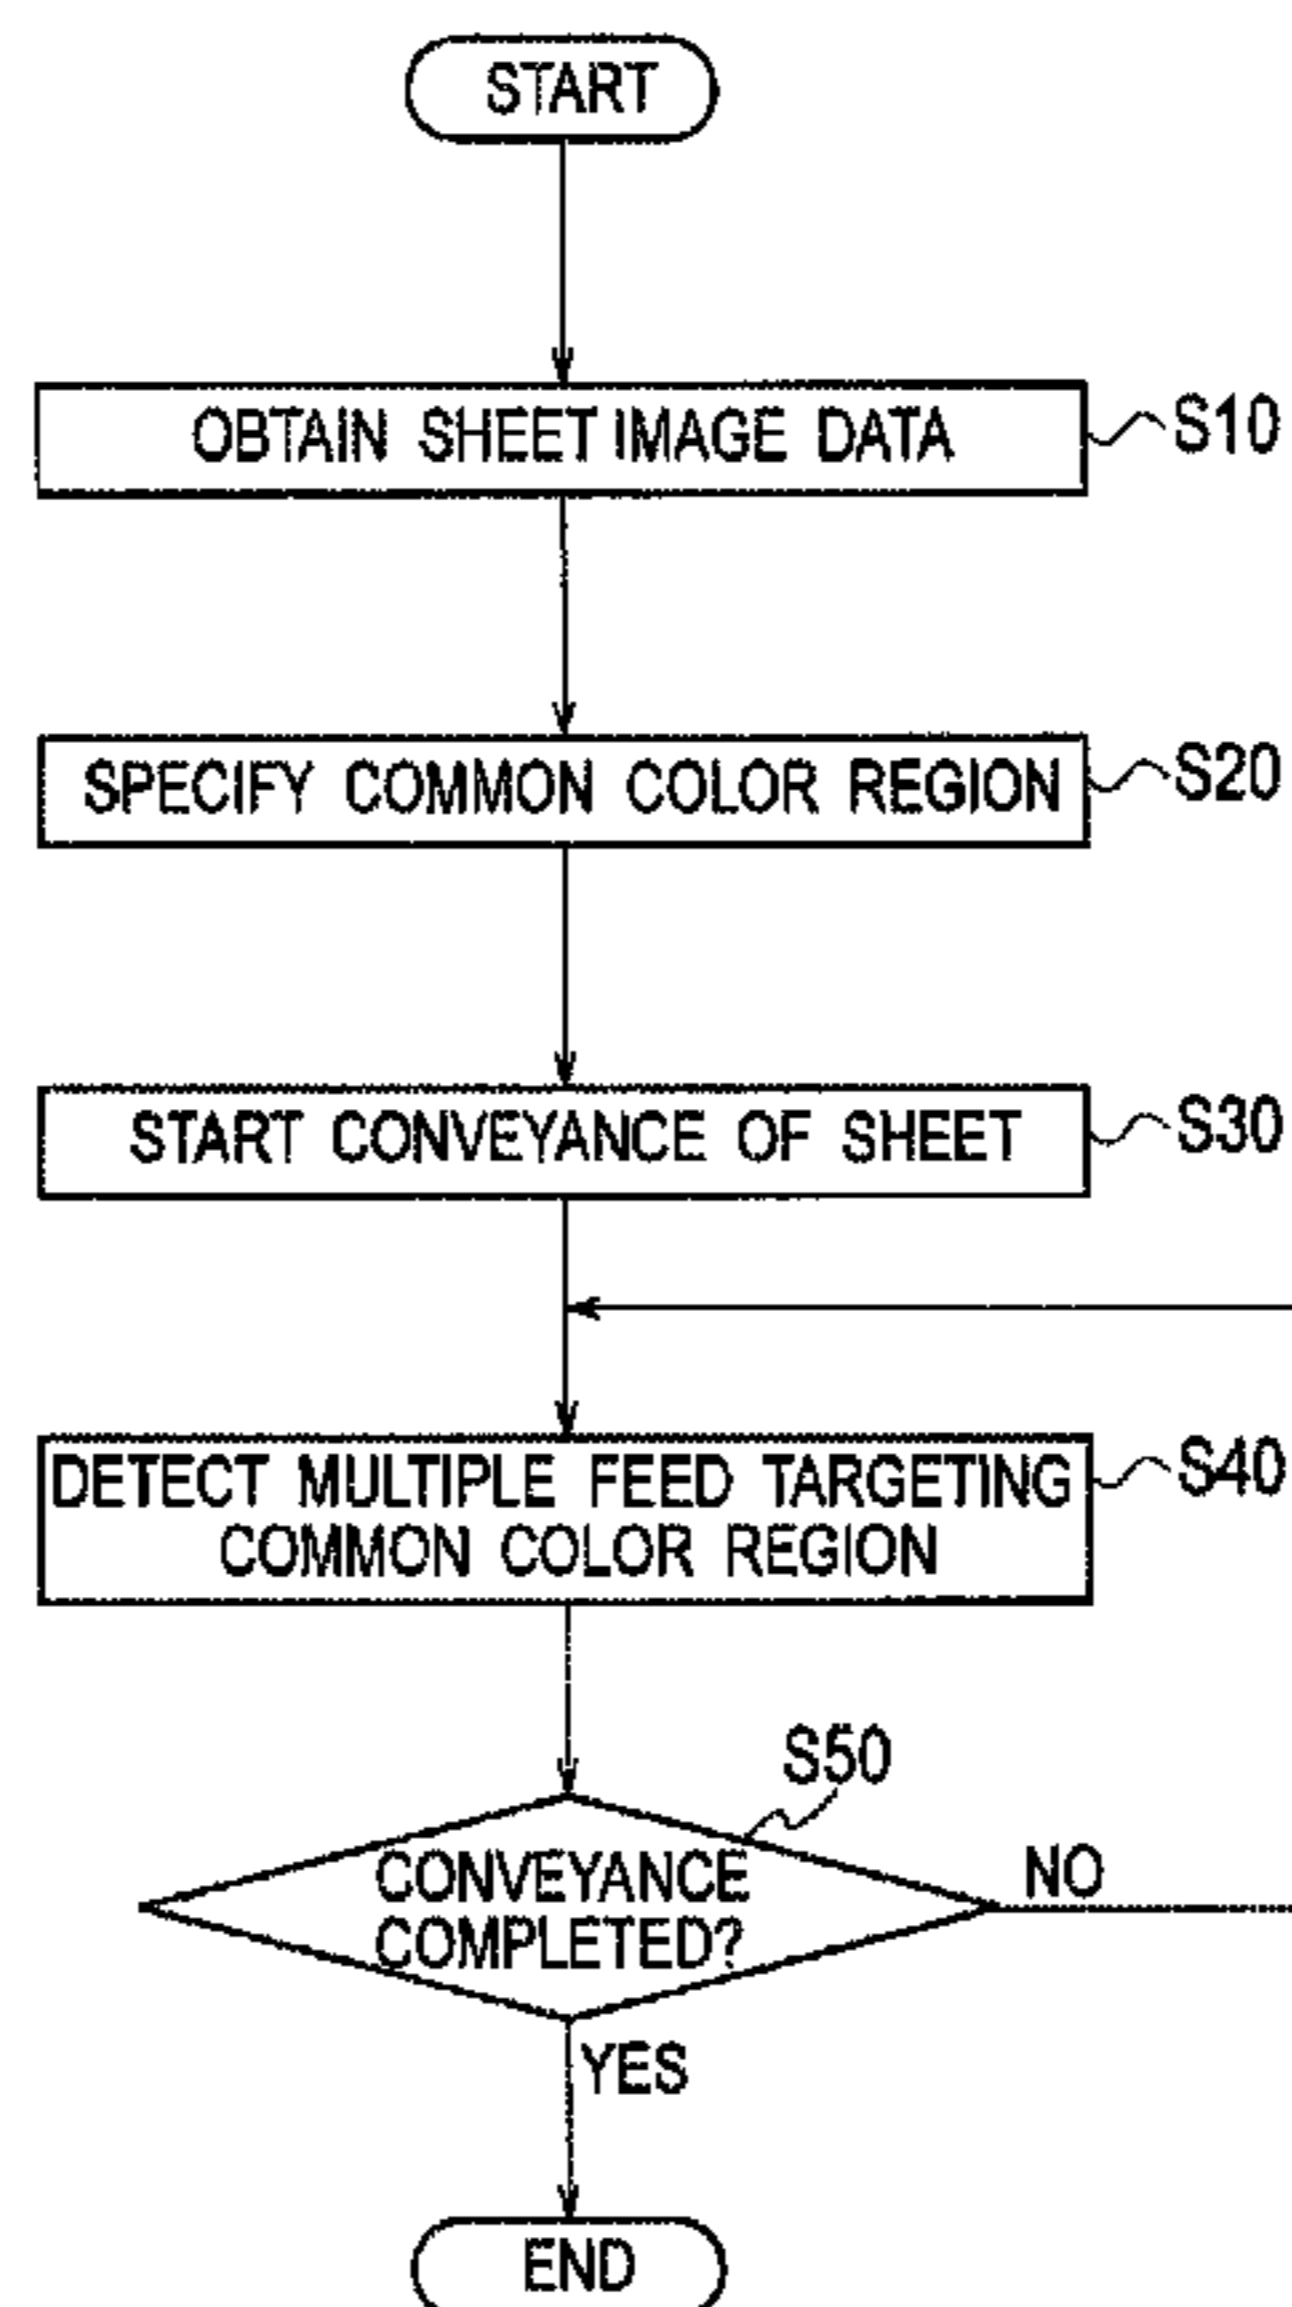 START
OBTAIN SHEET IMAGE DATA
S10
SPECIFY COMMON COLOR REGION
S20
START CONVEYANCE OF SHEET
S30
DETECT MULTIPLE FEED TARGETING
COMMON COLOR REGION
S40
S50
CONVEYANCE
COMPLETED?
NO
YES
END